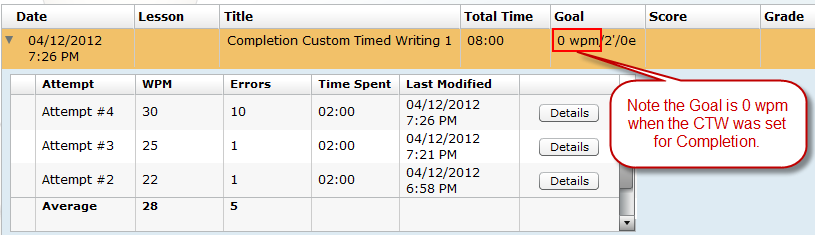 Date Lesson Title Total Time Goal Score Grade
04/12/2012 7:26 PM Completion Custom Timed Writing 1 08:00 0 wpm/2'/0e
Attempt WPM Errors Time Spent Last Modified
Attempt #4 30 10 02:00 04/12/2012 7:26 PM Details
Attempt #3 25 1 02:00 04/12/2012 7:21 PM Details
Attempt #2 22 1 02:00 04/12/2012 6:58 PM Details
Average 28 5
Note the Goal is 0 wpm
when the CTW was set
for Completion.